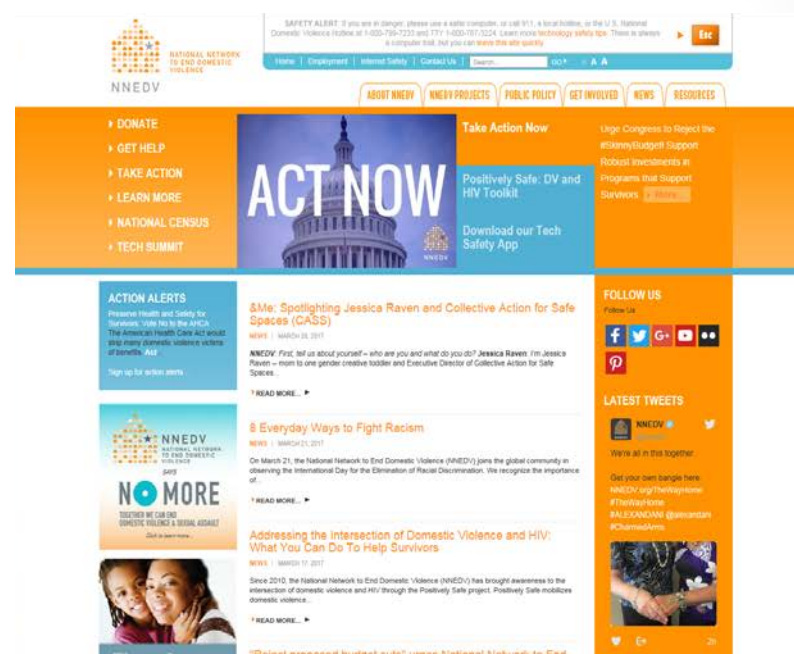 SAFETY ALERT: If you are in danger, please use a safer computer, or call 911, a local hotline, or the U.S. National
Domestic Violence Hotline at 1-800-799-7233 and TTY 1-800-787-3224. Learn more technology safety tips. There is always
a computer trail, but you can leave this site quickly.
Esc
NATIONAL NETWORK
TO END DOMESTIC
VIOLENCE
NNEDV
Home | Employment | Internet Safety | Contact Us | Search... GO A A
ABOUT NNEDV NNEDV PROJECTS PUBLIC POLICY GET INVOLVED NEWS RESOURCES
DONATE
GET HELP
TAKE ACTION
LEARN MORE
NATIONAL CENSUS
TECH SUMMIT
ACT NOW
NNEDV
Take Action Now
Positively Safe: DV and
HIV Toolkit
Download our Tech
Safety App
Urge Congress to Reject the
#SkinnyBudget! Support
Robust Investments in
Programs that Support
Survivors. More...
ACTION ALERTS
Preserve Health and Safety for
Survivors: Vote No to the AHCA
The American Health Care Act would
strip many domestic violence victims
of benefits.
Sign up for action alerts
NNEDV
NATIONAL NETWORK
TO END DOMESTIC
VIOLENCE
SAYS
NO MORE
TOGETHER WE CAN END
DOMESTIC VIOLENCE & SEXUAL ASSAULT
Click to learn more...
&Me: Spotlighting Jessica Raven and Collective Action for Safe
Spaces (CASS)
NEWS | MARCH 28, 2017
NNEDV: First, tell us about yourself – who are you and what do you do? Jessica Raven: I'm Jessica
Raven – mom to one gender creative toddler and Executive Director of Collective Action for Safe
Spaces...
READ MORE...
8 Everyday Ways to Fight Racism
NEWS | MARCH 21, 2017
On March 21, the National Network to End Domestic Violence (NNEDV) joins the global community in
observing the International Day for the Elimination of Racial Discrimination. We recognize the importance
of...
READ MORE...
Addressing the Intersection of Domestic Violence and HIV:
What You Can Do To Help Survivors
NEWS | MARCH 17, 2017
Since 2010, the National Network to End Domestic Violence (NNEDV) has brought awareness to the
intersection of domestic violence and HIV through the Positively Safe project. Positively Safe mobilizes
domestic violence...
READ MORE...
"Reject proposed budget cuts" urges National Network to End
FOLLOW US
Follow Us
f G+
LATEST TWEETS
NNEDV
We're all in this together.
Get your own bangle here:
NNEDV.org/TheWayHome
#TheWayHome
#ALEXANDANI @alexandani
#CharmedArms
2h